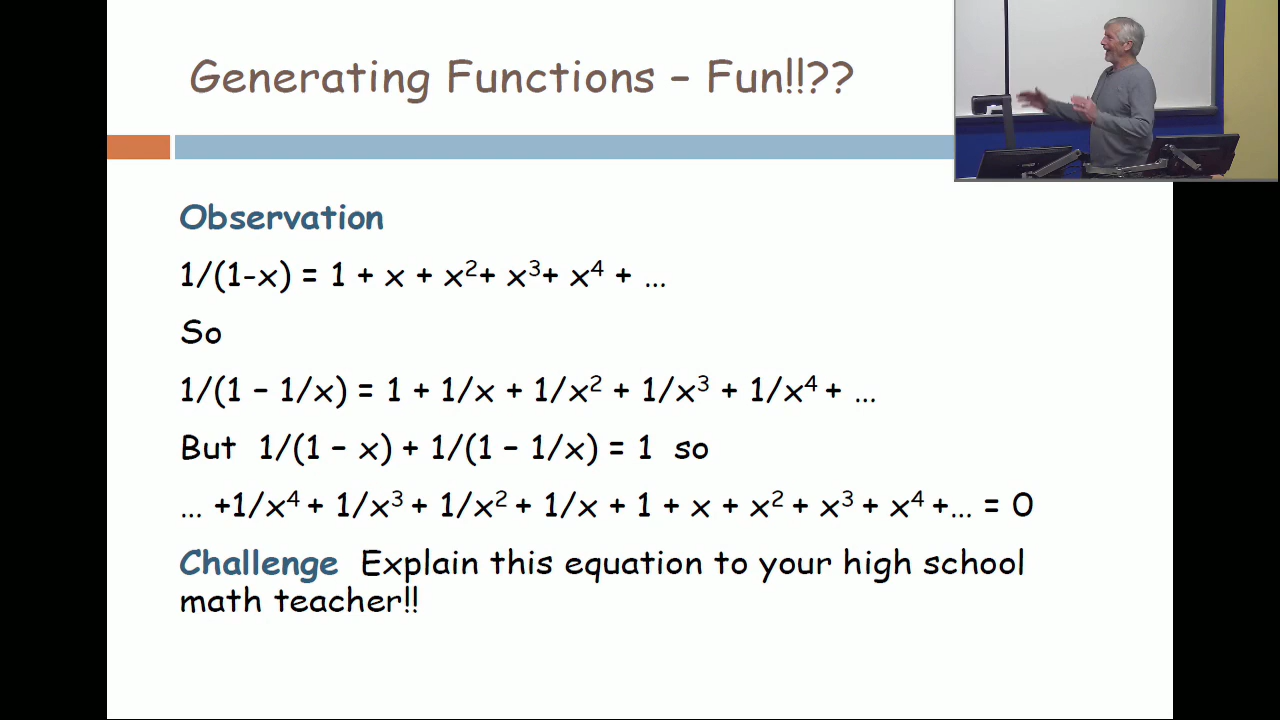 Generating Functions – Fun!!??
Observation
1/(1-x) = 1 + x + x²+ x³+ x⁴ + ...
So
1/(1 – 1/x) = 1 + 1/x + 1/x² + 1/x³ + 1/x⁴ + ...
But 1/(1 – x) + 1/(1 – 1/x) = 1 so
... +1/x⁴ + 1/x³ + 1/x² + 1/x + 1 + x + x² + x³ + x⁴ +... = 0
Challenge Explain this equation to your high school
math teacher!!